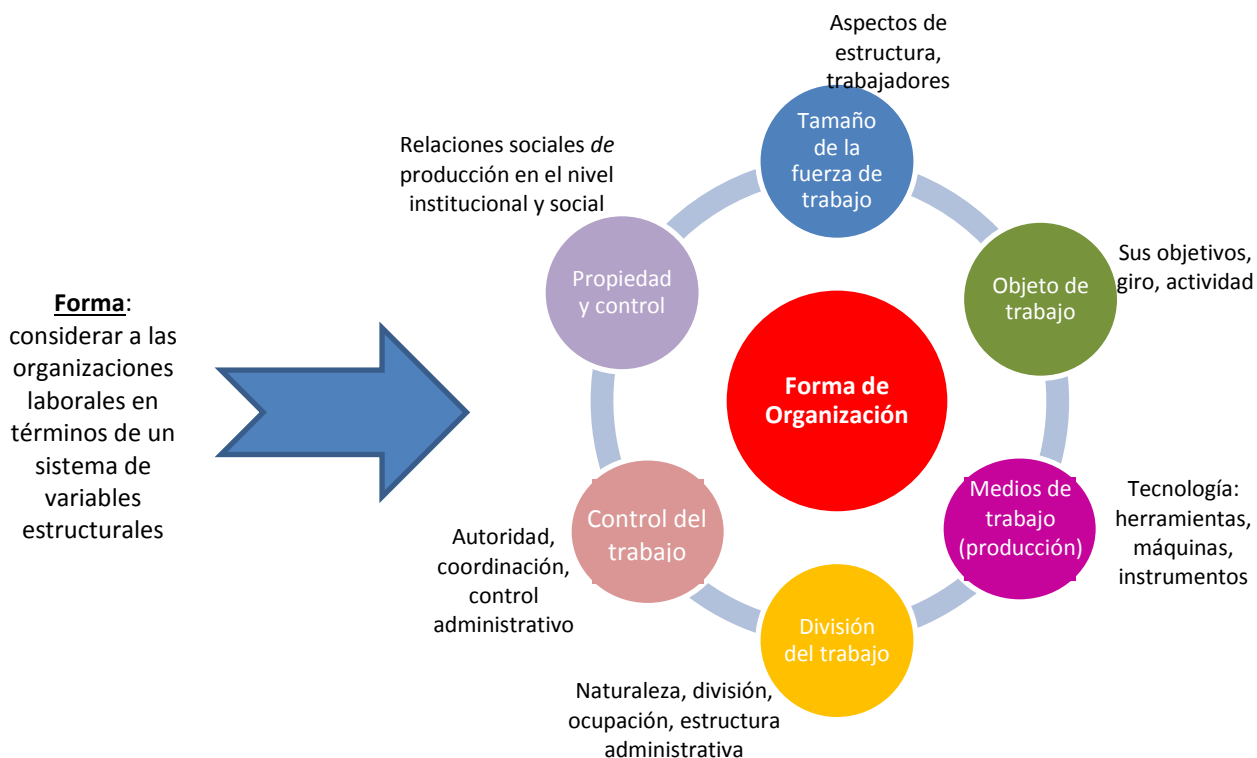 Forma:
considerar a las
organizaciones
laborales en
términos de un
sistema de
variables
estructurales
Aspectos de
estructura,
trabajadores
Tamaño
de la
fuerza de
trabajo
Relaciones sociales de
producción en el nivel
institucional y social
Propiedad
y control
Sus objetivos,
giro, actividad
Objeto de
trabajo
Forma de
Organización
Medios de
trabajo
(producción)
Tecnología:
herramientas,
máquinas,
instrumentos
Control del
trabajo
Autoridad,
coordinación,
control
administrativo
División
del trabajo
Naturaleza, división,
ocupación, estructura
administrativa